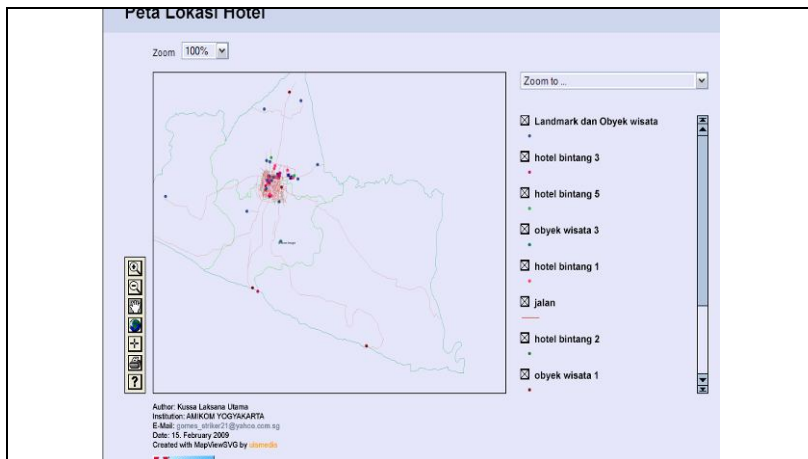 Peta Lokasi Hotel
Zoom 100%
Zoom to ...
Landmark dan Obyek wisata
hotel bintang 3
hotel bintang 5
obyek wisata 3
hotel bintang 1
jalan
hotel bintang 2
obyek wisata 1
?
Author: Kussa Laksana Utama
Institution: AMIKOM YOGYAKARTA
E-Mail: gomes_striker21@yahoo.com.sg
Date: 15. February 2009
Created with MapViewSVG by uismedia